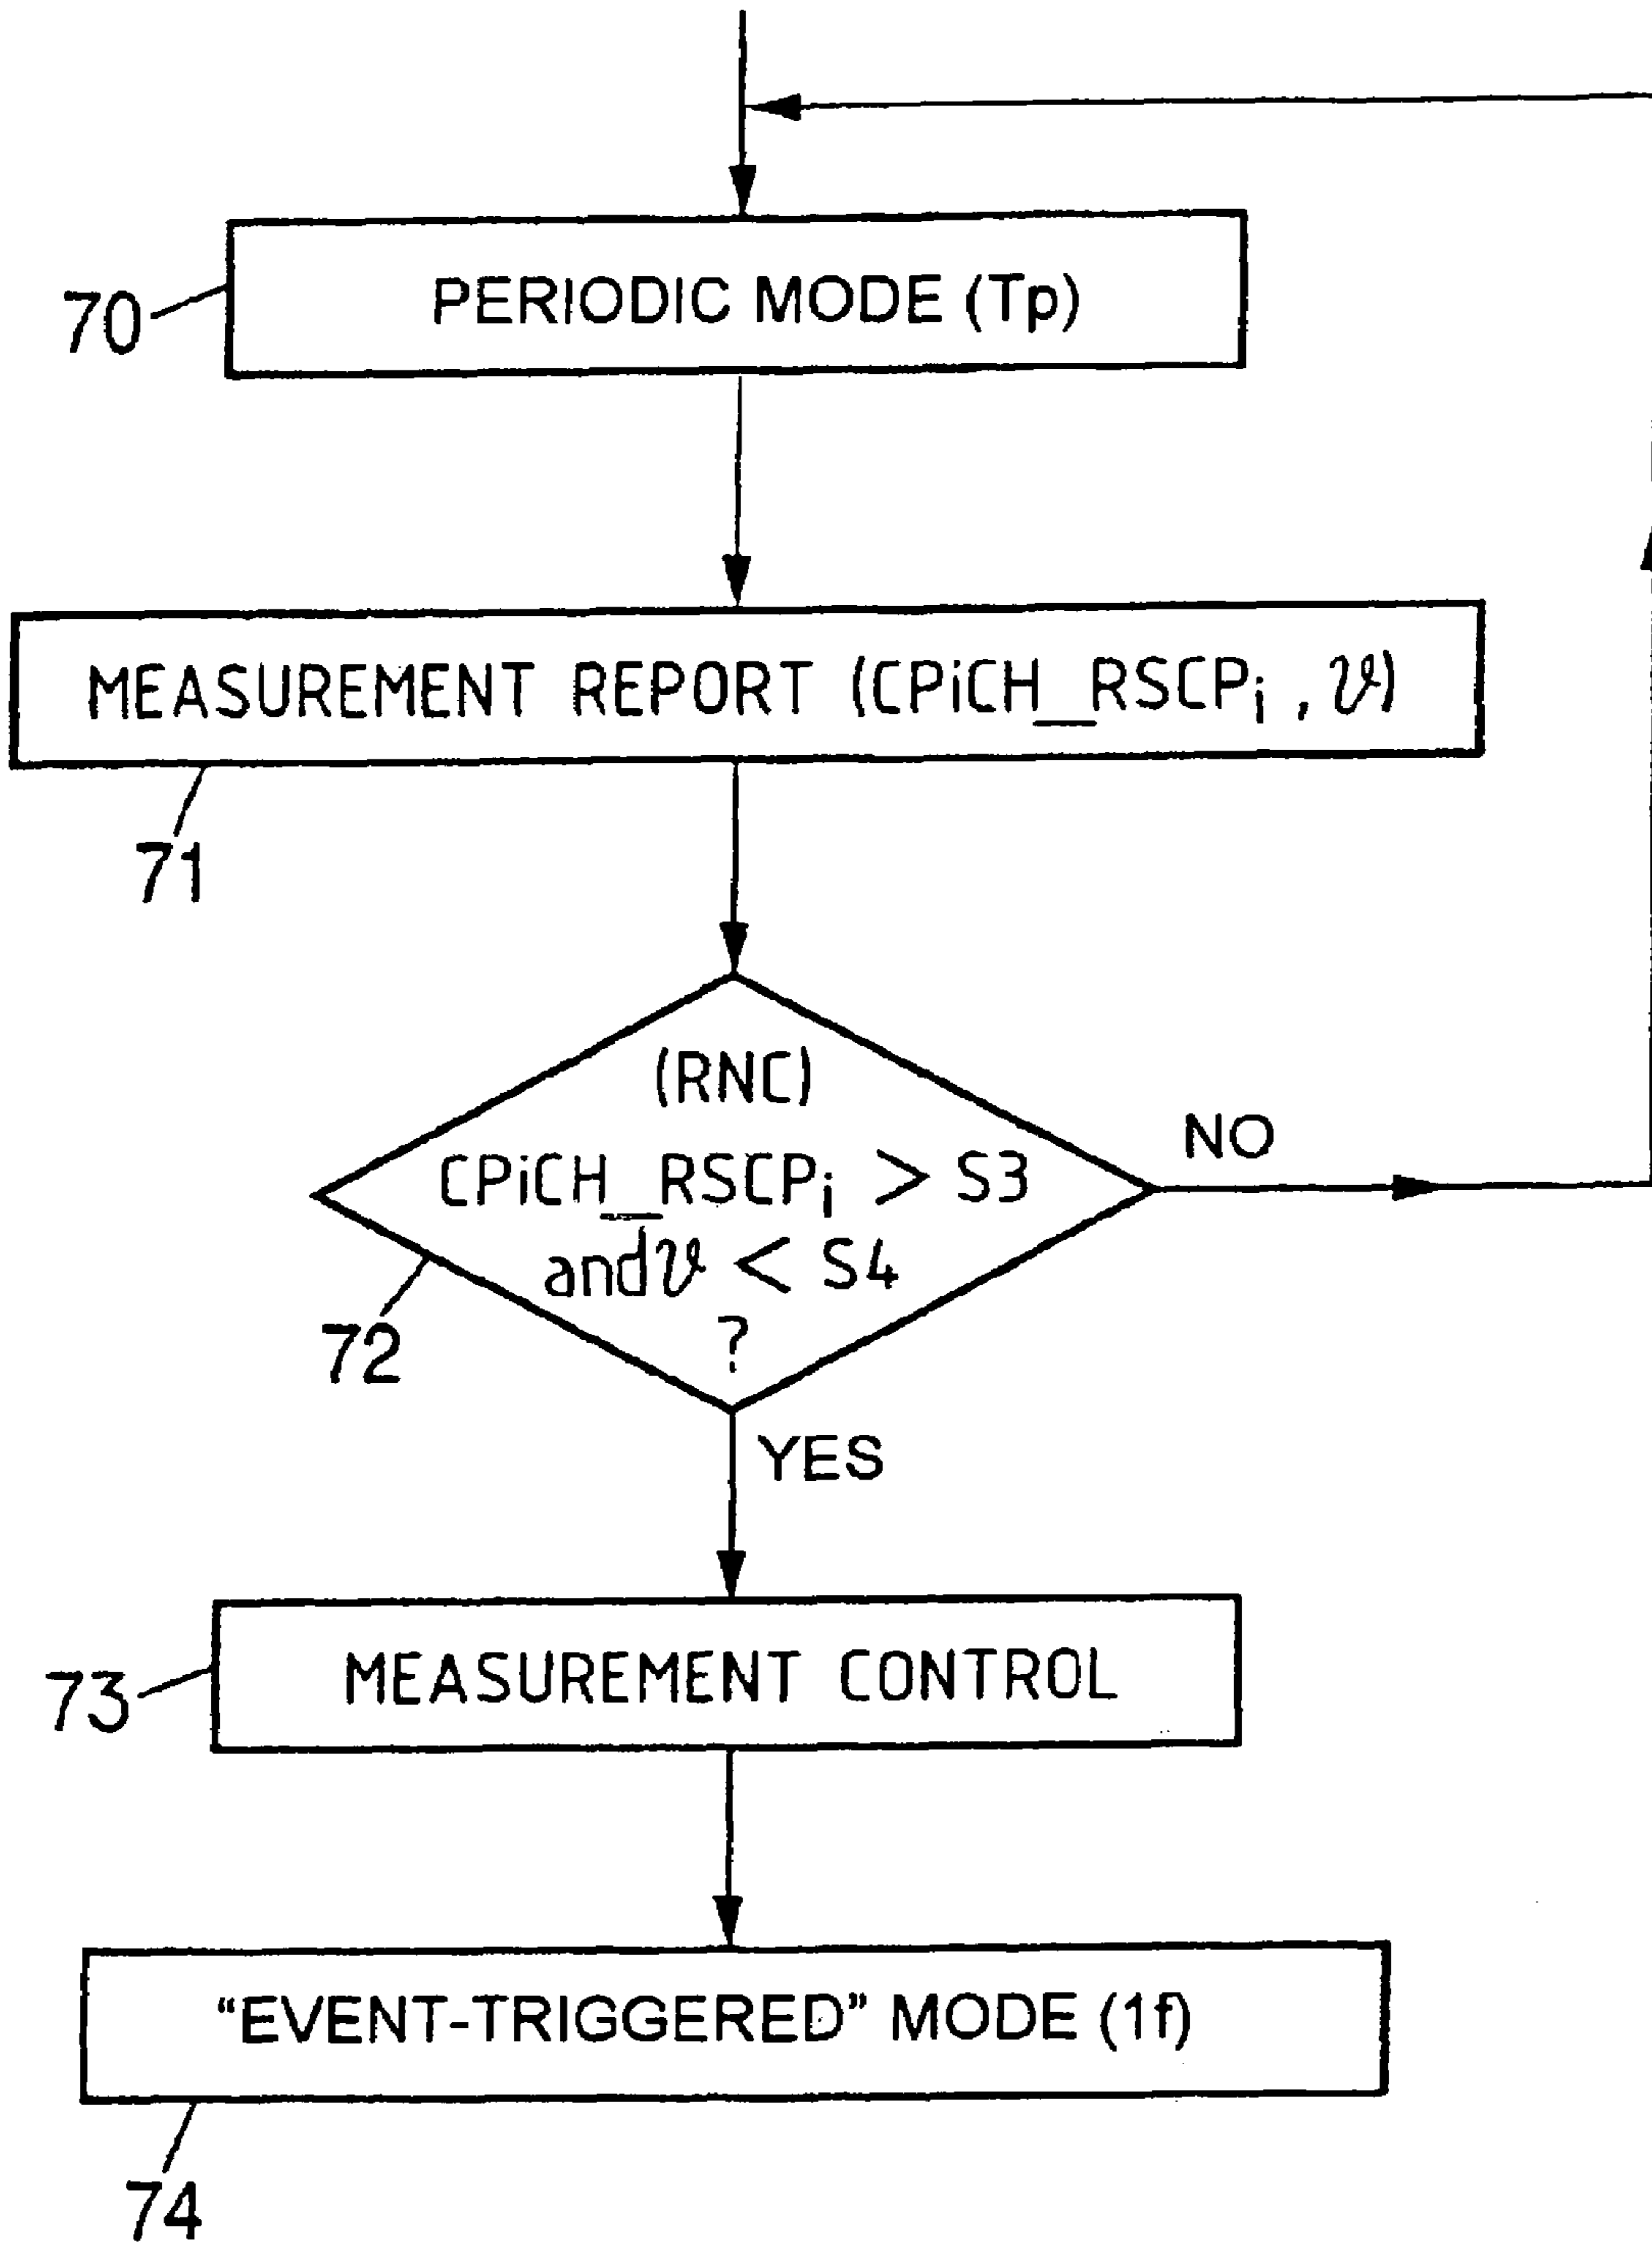 70
PERIODIC MODE (Tp)
MEASUREMENT REPORT (CPiCH_RSCPi , 𝓋)
71
(RNC)
CPiCH_RSCPi > S3
and 𝓋 < S4
?
NO
72
YES
73
MEASUREMENT CONTROL
“EVENT-TRIGGERED” MODE (1f)
74